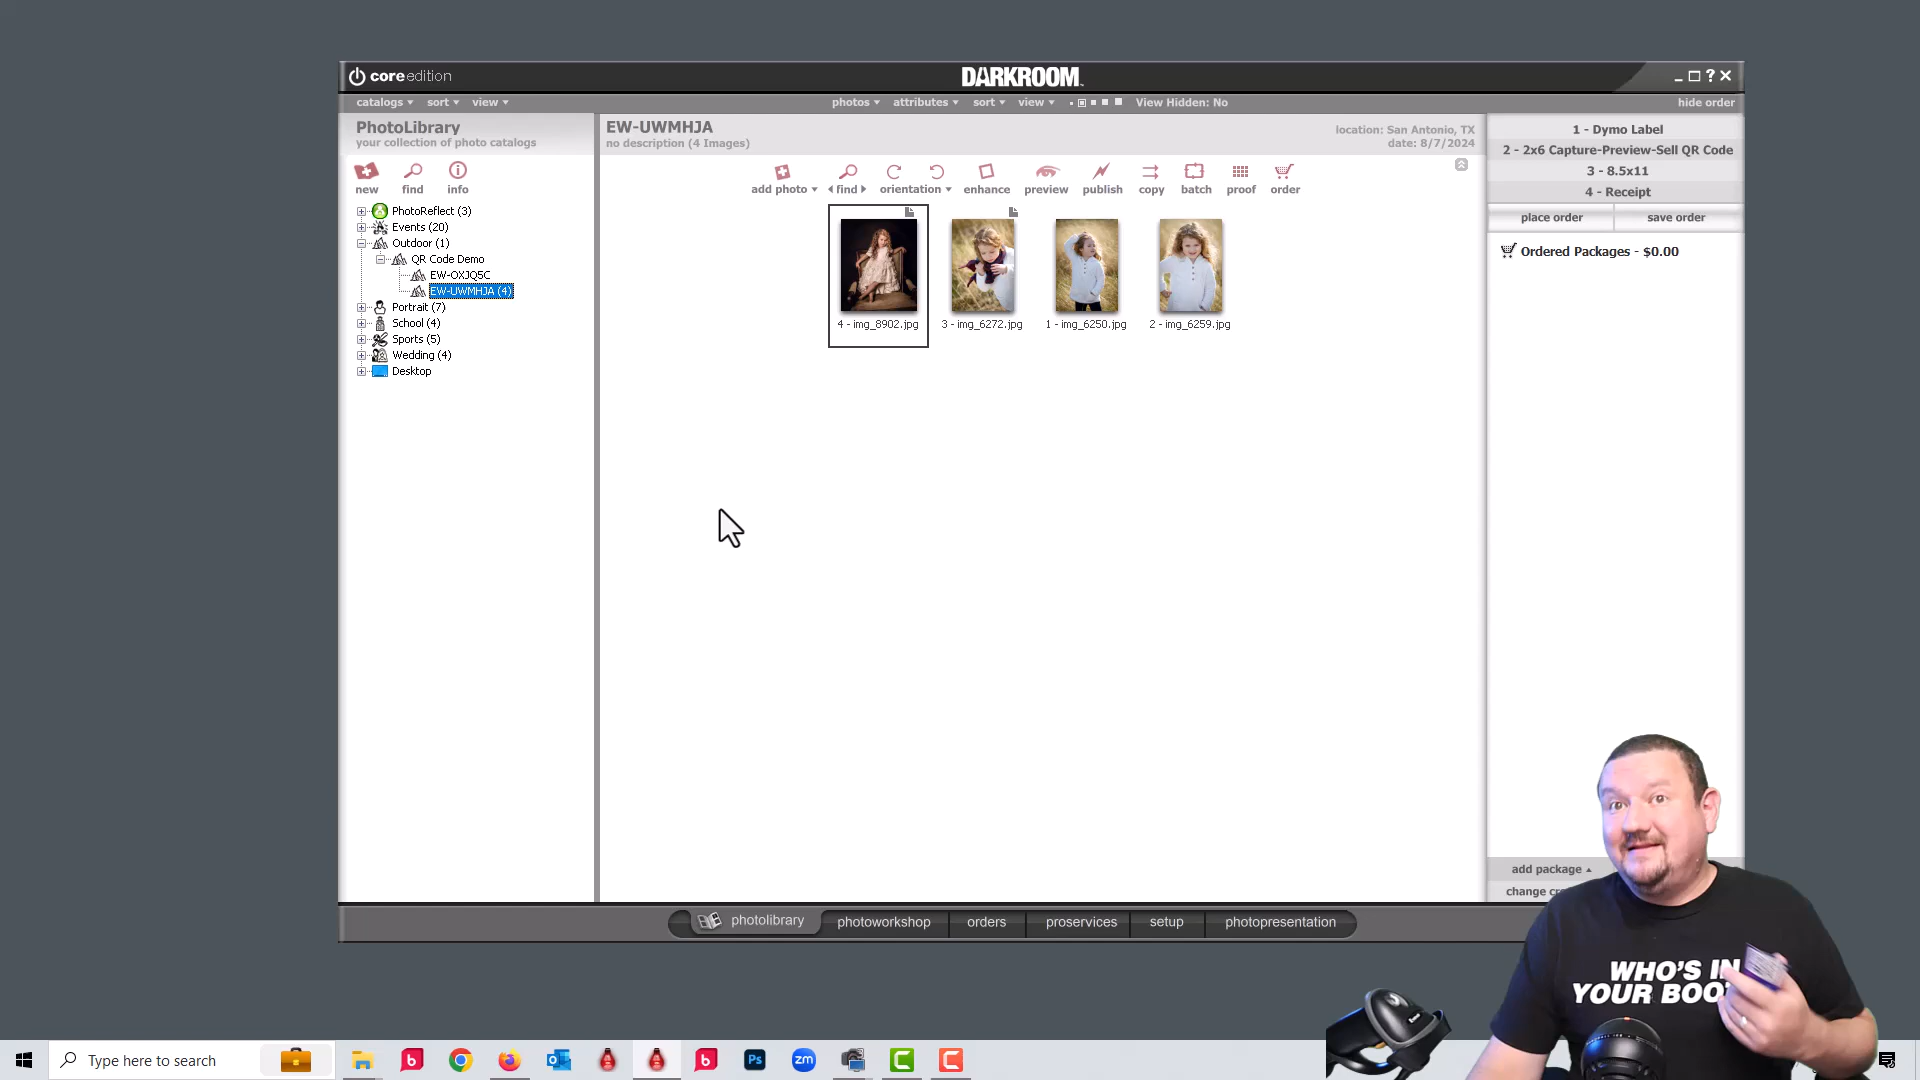 coreedition
DARKROOM
catalogs
sort
view
photos
attributes
sort
view
View Hidden: No
hide order
PhotoLibrary
your collection of photo catalogs
new
find
info
PhotoReflect (3)
Events (20)
Outdoor (1)
QR Code Demo
EW-OXJQ5C
EW-UWMHJA (4)
Portrait (7)
School (4)
Sports (5)
Wedding (4)
Desktop
EW-UWMHJA
no description (4 Images)
location: San Antonio, TX
date: 8/7/2024
add photo
find
orientation
enhance
preview
publish
copy
batch
proof
order
4 - img_8902.jpg
3 - img_6272.jpg
1 - img_6250.jpg
2 - img_6259.jpg
1 - Dymo Label
2 - 2x6 Capture-Preview-Sell QR Code
3 - 8.5x11
4 - Receipt
place order
save order
Ordered Packages - $0.00
add package
change
photolibrary
photoworkshop
orders
proservices
setup
photopresentation
WHO'S IN
YOUR
Type here to search
b
b
Ps
zm